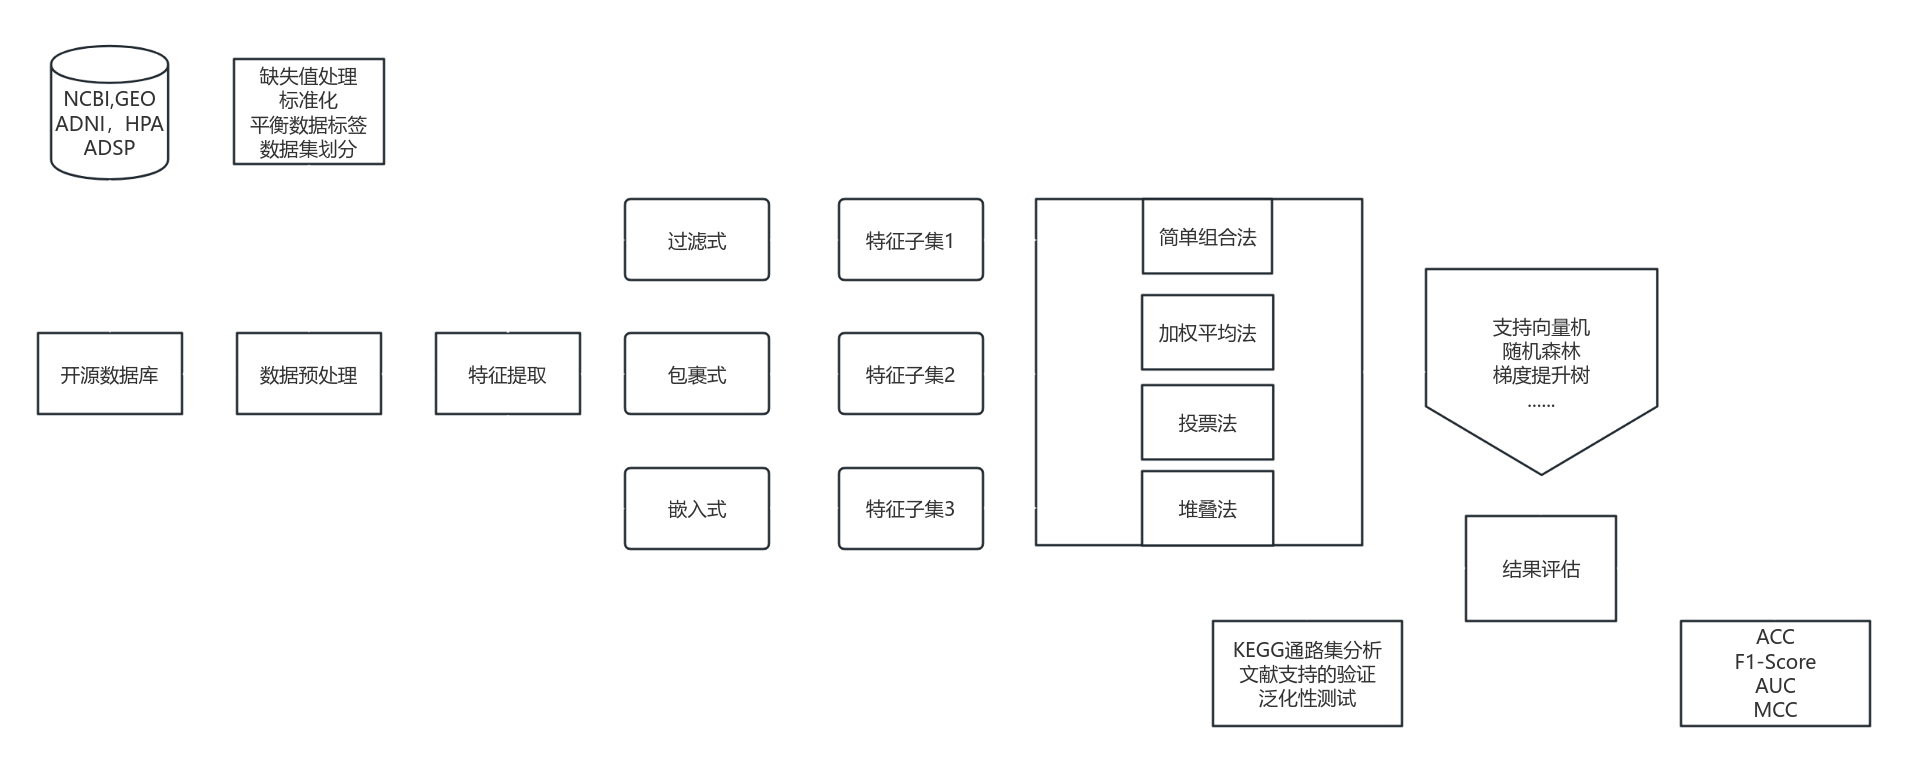 NCBI,GEO
ADNI，HPA
ADSP
缺失值处理
标准化
平衡数据标签
数据集划分
开源数据库
数据预处理
特征提取
过滤式
包裹式
嵌入式
特征子集1
特征子集2
特征子集3
简单组合法
加权平均法
投票法
堆叠法
支持向量机
随机森林
梯度提升树
......
结果评估
KEGG通路集分析
文献支持的验证
泛化性测试
ACC
F1-Score
AUC
MCC